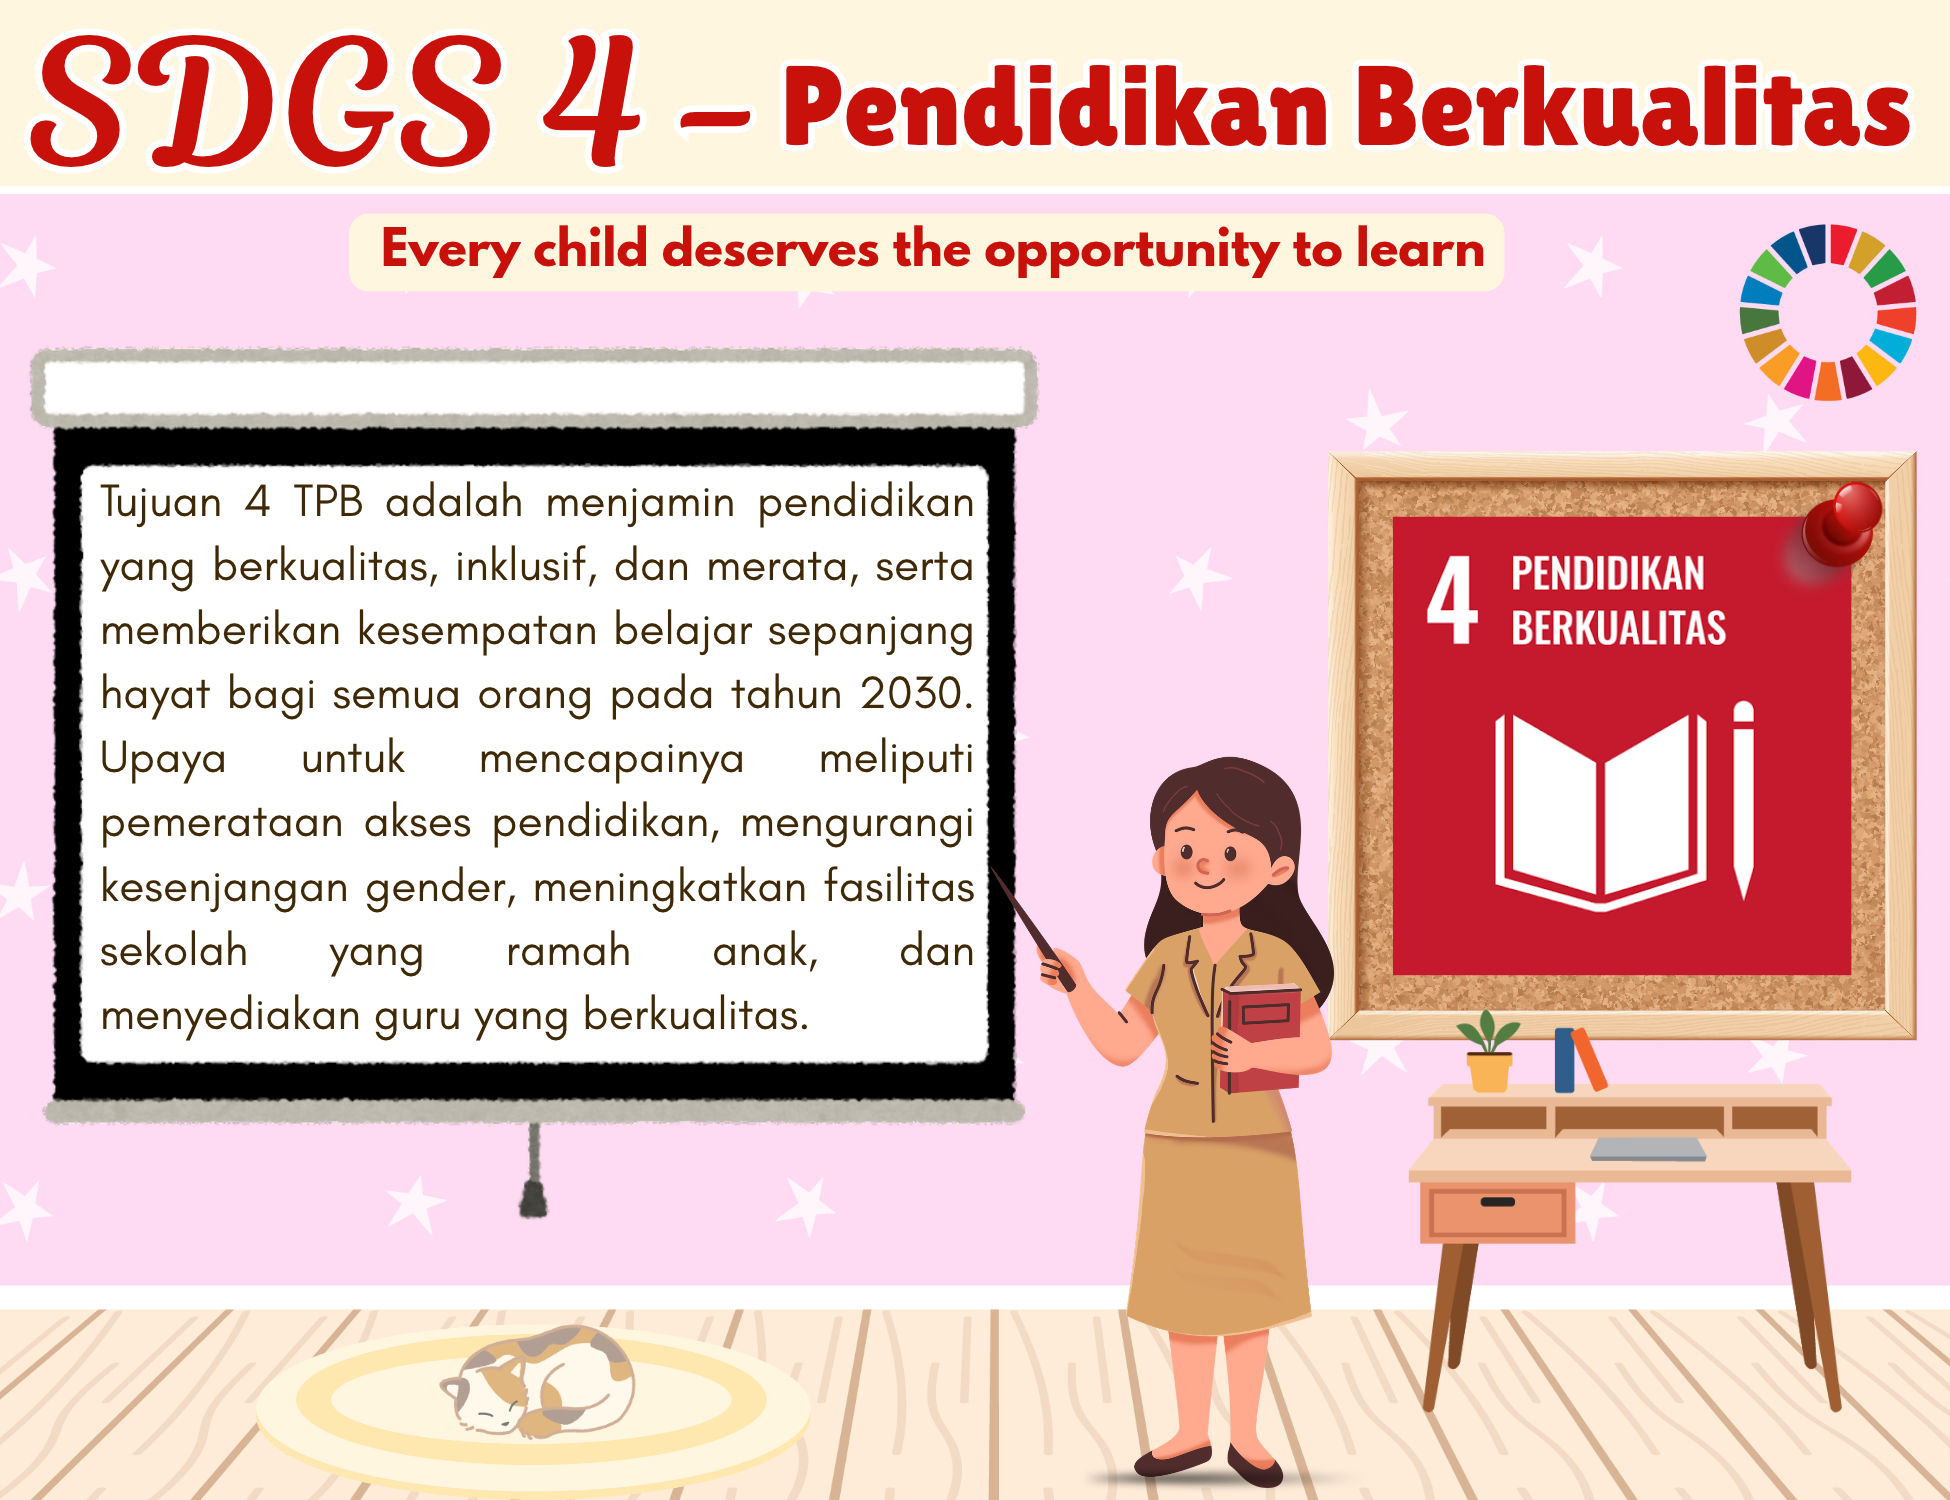 SDGS 4 – Pendidikan Berkualitas
Every child deserves the opportunity to learn
Tujuan 4 TPB adalah menjamin pendidikan
yang berkualitas, inklusif, dan merata, serta
memberikan kesempatan belajar sepanjang
hayat bagi semua orang pada tahun 2030.
Upaya untuk mencapainya meliputi
pemerataan akses pendidikan, mengurangi
kesenjangan gender, meningkatkan fasilitas
sekolah yang ramah anak, dan
menyediakan guru yang berkualitas.
4 PENDIDIKAN
BERKUALITAS